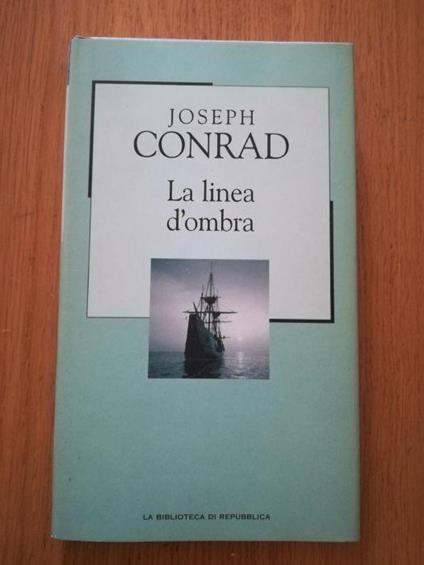 JOSEPH
CONRAD
La linea
d'ombra
LA BIBLIOTECA DI REPUBBLICA